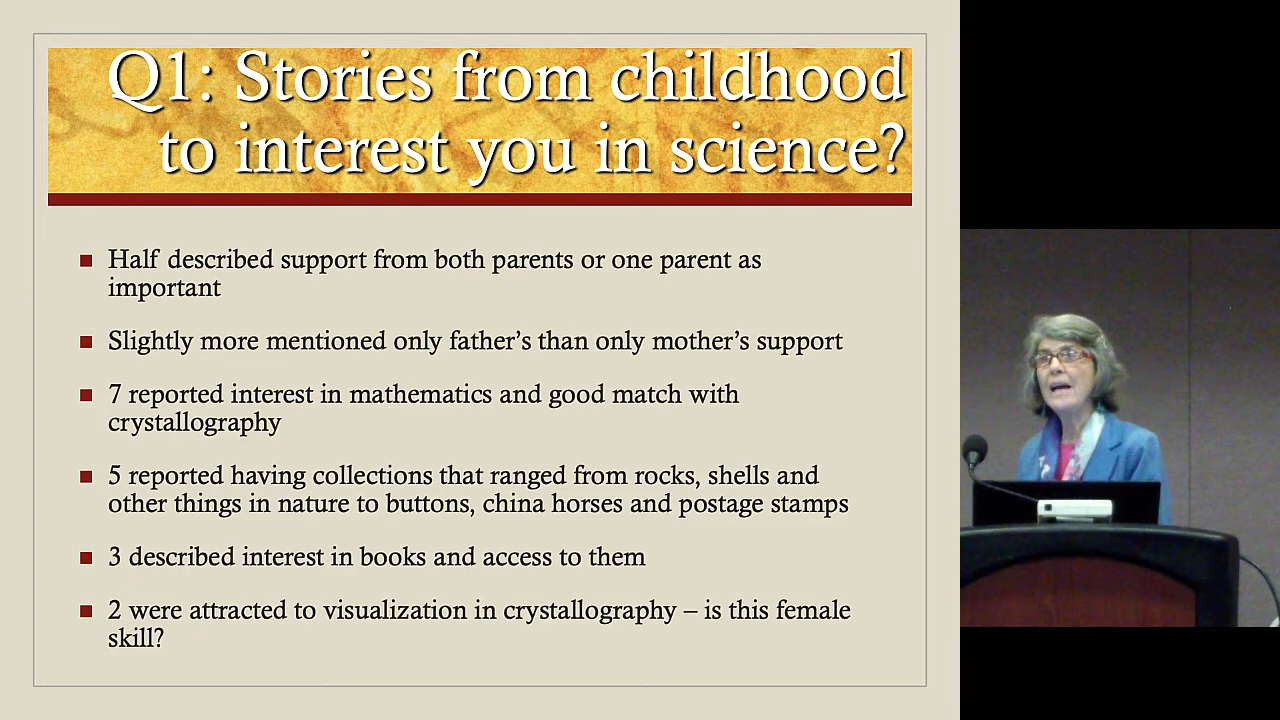 Q1: Stories from childhood
to interest you in science?
Half described support from both parents or one parent as
important
Slightly more mentioned only father’s than only mother’s support
7 reported interest in mathematics and good match with
crystallography
5 reported having collections that ranged from rocks, shells and
other things in nature to buttons, china horses and postage stamps
3 described interest in books and access to them
2 were attracted to visualization in crystallography – is this female
skill?